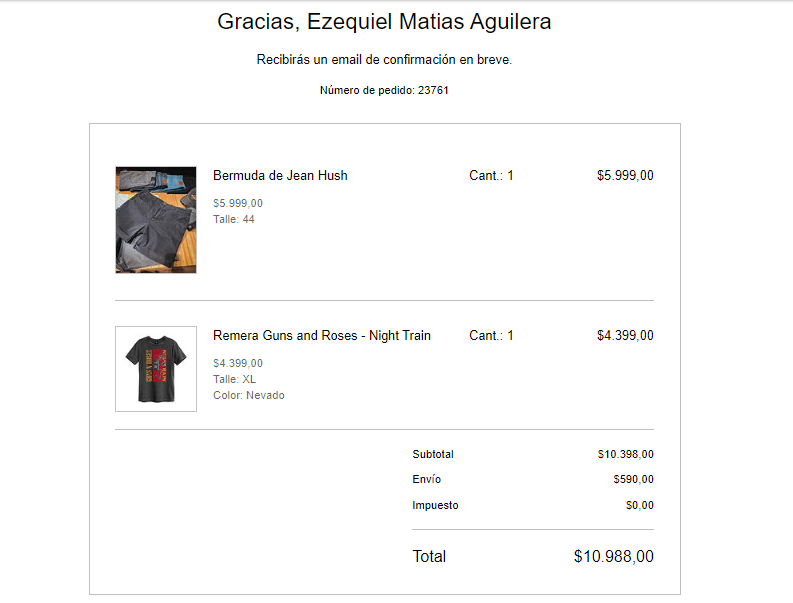 Gracias, Ezequiel Matias Aguilera
Recibirás un email de confirmación en breve.
Número de pedido: 23761
Bermuda de Jean Hush Cant.: 1 $5.999,00
$5.999,00
Talle: 44
Remera Guns and Roses - Night Train Cant.: 1 $4.399,00
$4.399,00
Talle: XL
Color: Nevado
Subtotal $10.398,00
Envío $590,00
Impuesto $0,00
Total $10.988,00